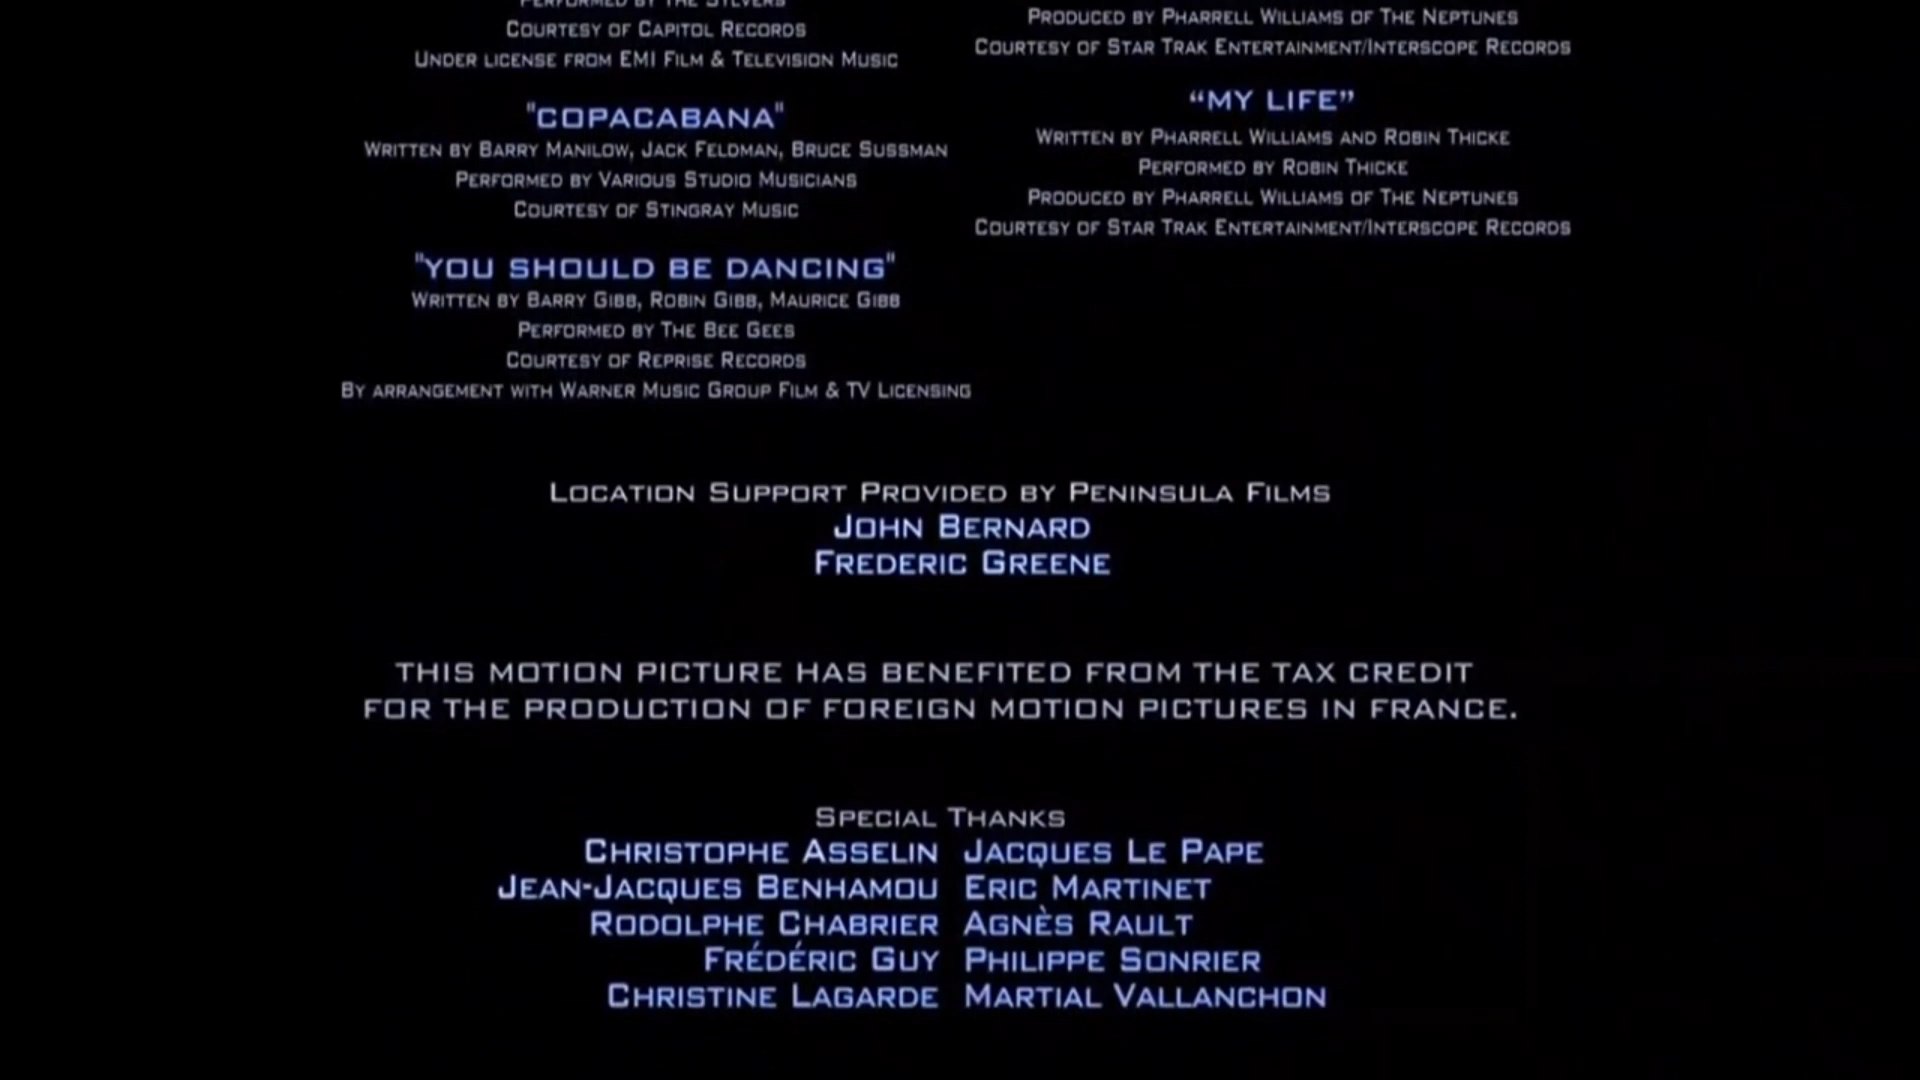 PERFORMED BY THE SYLVERS
COURTESY OF CAPITOL RECORDS
UNDER LICENSE FROM EMI FILM & TELEVISION MUSIC
"COPACABANA"
WRITTEN BY BARRY MANILOW, JACK FELDMAN, BRUCE SUSSMAN
PERFORMED BY VARIOUS STUDIO MUSICIANS
COURTESY OF STINGRAY MUSIC
"YOU SHOULD BE DANCING"
WRITTEN BY BARRY GIBB, ROBIN GIBB, MAURICE GIBB
PERFORMED BY THE BEE GEES
COURTESY OF REPRISE RECORDS
BY ARRANGEMENT WITH WARNER MUSIC GROUP FILM & TV LICENSING
PRODUCED BY PHARRELL WILLIAMS OF THE NEPTUNES
COURTESY OF STAR TRAK ENTERTAINMENT/INTERSCOPE RECORDS
“MY LIFE”
WRITTEN BY PHARRELL WILLIAMS AND ROBIN THICKE
PERFORMED BY ROBIN THICKE
PRODUCED BY PHARRELL WILLIAMS OF THE NEPTUNES
COURTESY OF STAR TRAK ENTERTAINMENT/INTERSCOPE RECORDS
LOCATION SUPPORT PROVIDED BY PENINSULA FILMS
JOHN BERNARD
FREDERIC GREENE
THIS MOTION PICTURE HAS BENEFITED FROM THE TAX CREDIT
FOR THE PRODUCTION OF FOREIGN MOTION PICTURES IN FRANCE.
SPECIAL THANKS
CHRISTOPHE ASSELIN JACQUES LE PAPE
JEAN-JACQUES BENHAMOU ERIC MARTINET
RODOLPHE CHABRIER AGNÈS RAULT
FRÉDÉRIC GUY PHILIPPE SONRIER
CHRISTINE LAGARDE MARTIAL VALLANCHON